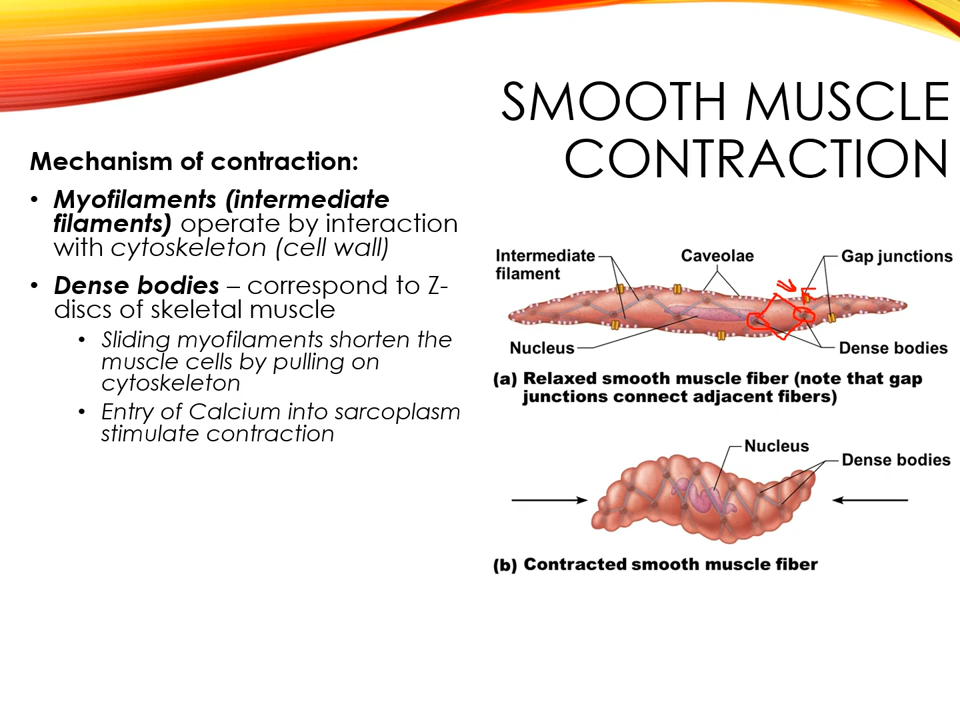 SMOOTH MUSCLE
CONTRACTION
Mechanism of contraction:
• Myofilaments (intermediate
filaments) operate by interaction
with cytoskeleton (cell wall)
• Dense bodies – correspond to Z-
discs of skeletal muscle
• Sliding myofilaments shorten the
muscle cells by pulling on
cytoskeleton
• Entry of Calcium into sarcoplasm
stimulate contraction
Intermediate
filament
Caveolae
Gap junctions
Nucleus
Dense bodies
(a) Relaxed smooth muscle fiber (note that gap
junctions connect adjacent fibers)
Nucleus
Dense bodies
(b) Contracted smooth muscle fiber